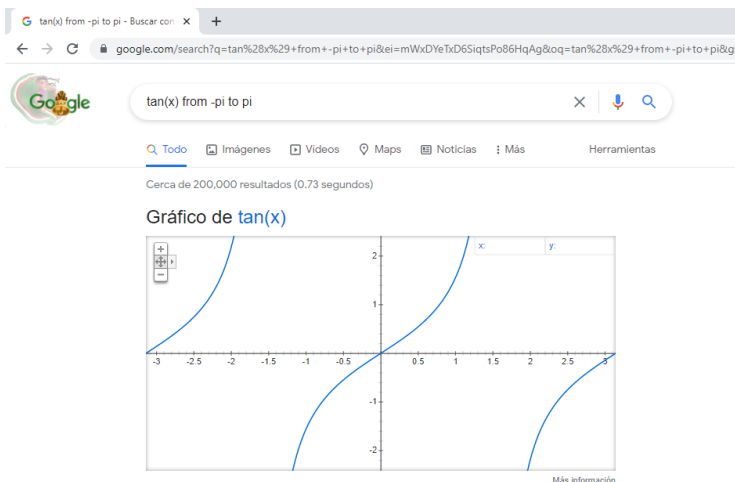 tan(x) from -pi to pi - Buscar con
google.com/search?q=tan%28x%29+from+-pi+to+pi&ei=mWxDYeTxD6SiqtsPo86HqAg&oq=tan%28x%29+from+-pi+to+pi&g
Google
tan(x) from -pi to pi
Todo Imágenes Videos Maps Noticias Más Herramientas
Cerca de 200,000 resultados (0.73 segundos)
Gráfico de tan(x)
x: y:
2
1
-3 -2.5 -2 -1.5 -1 -0.5 0.5 1 1.5 2 2.5 3
-1
-2
Más información